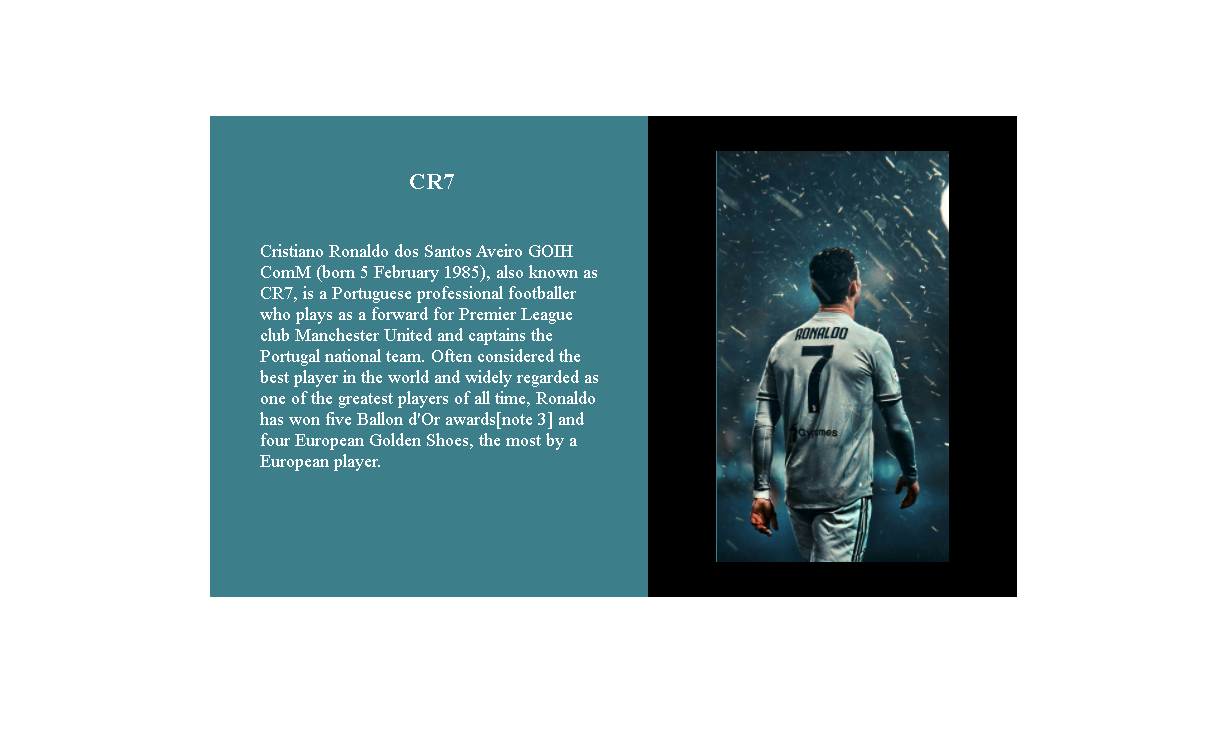 CR7
Cristiano Ronaldo dos Santos Aveiro GOIH
ComM (born 5 February 1985), also known as
CR7, is a Portuguese professional footballer
who plays as a forward for Premier League
club Manchester United and captains the
Portugal national team. Often considered the
best player in the world and widely regarded as
one of the greatest players of all time, Ronaldo
has won five Ballon d'Or awards[note 3] and
four European Golden Shoes, the most by a
European player.
RONALDO
7